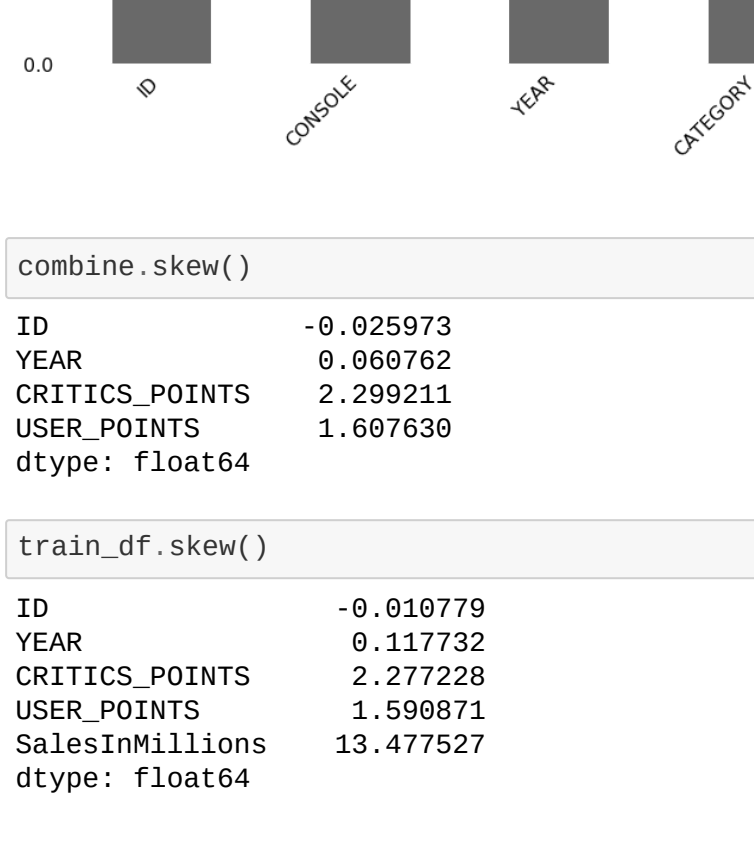 0.0
ID
CONSOLE
YEAR
CATEGORY
combine.skew()
ID -0.025973
YEAR 0.060762
CRITICS_POINTS 2.299211
USER_POINTS 1.607630
dtype: float64
train_df.skew()
ID -0.010779
YEAR 0.117732
CRITICS_POINTS 2.277228
USER_POINTS 1.590871
SalesInMillions 13.477527
dtype: float64